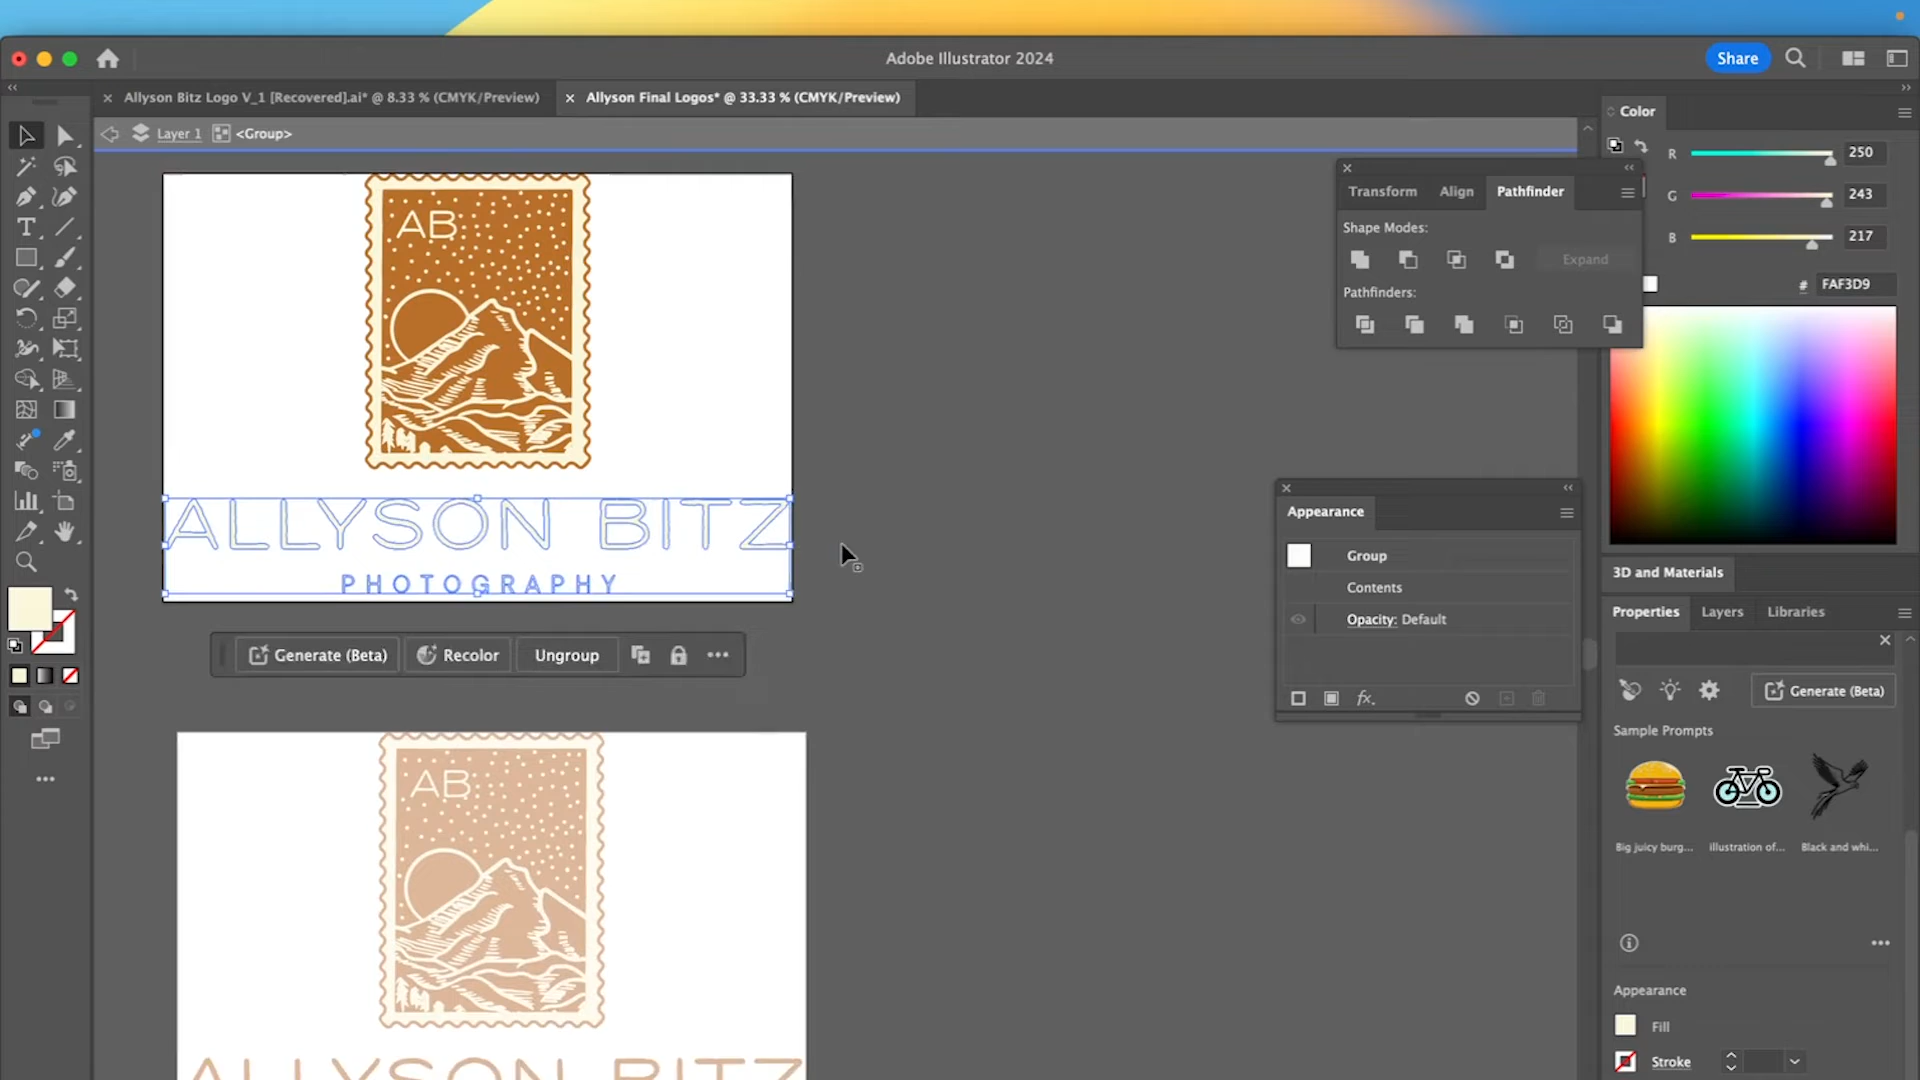 Adobe Illustrator 2024
Share
Allyson Bitz Logo V_1 [Recovered].ai* @ 8.33 % (CMYK/Preview)
Allyson Final Logos* @ 33.33 % (CMYK/Preview)
Layer 1
<Group>
Color
R 250
G 243
B 217
# FAF3D9
Transform
Align
Pathfinder
Shape Modes:
Expand
Pathfinders:
AB
ALLYSON BITZ
PHOTOGRAPHY
Generate (Beta)
Recolor
Ungroup
Appearance
Group
Contents
Opacity: Default
fx.
3D and Materials
Properties
Layers
Libraries
Generate (Beta)
Sample Prompts
Big juicy burg...
illustration of...
Black and whi...
Appearance
Fill
Stroke
AB
ALLYSON BITZ